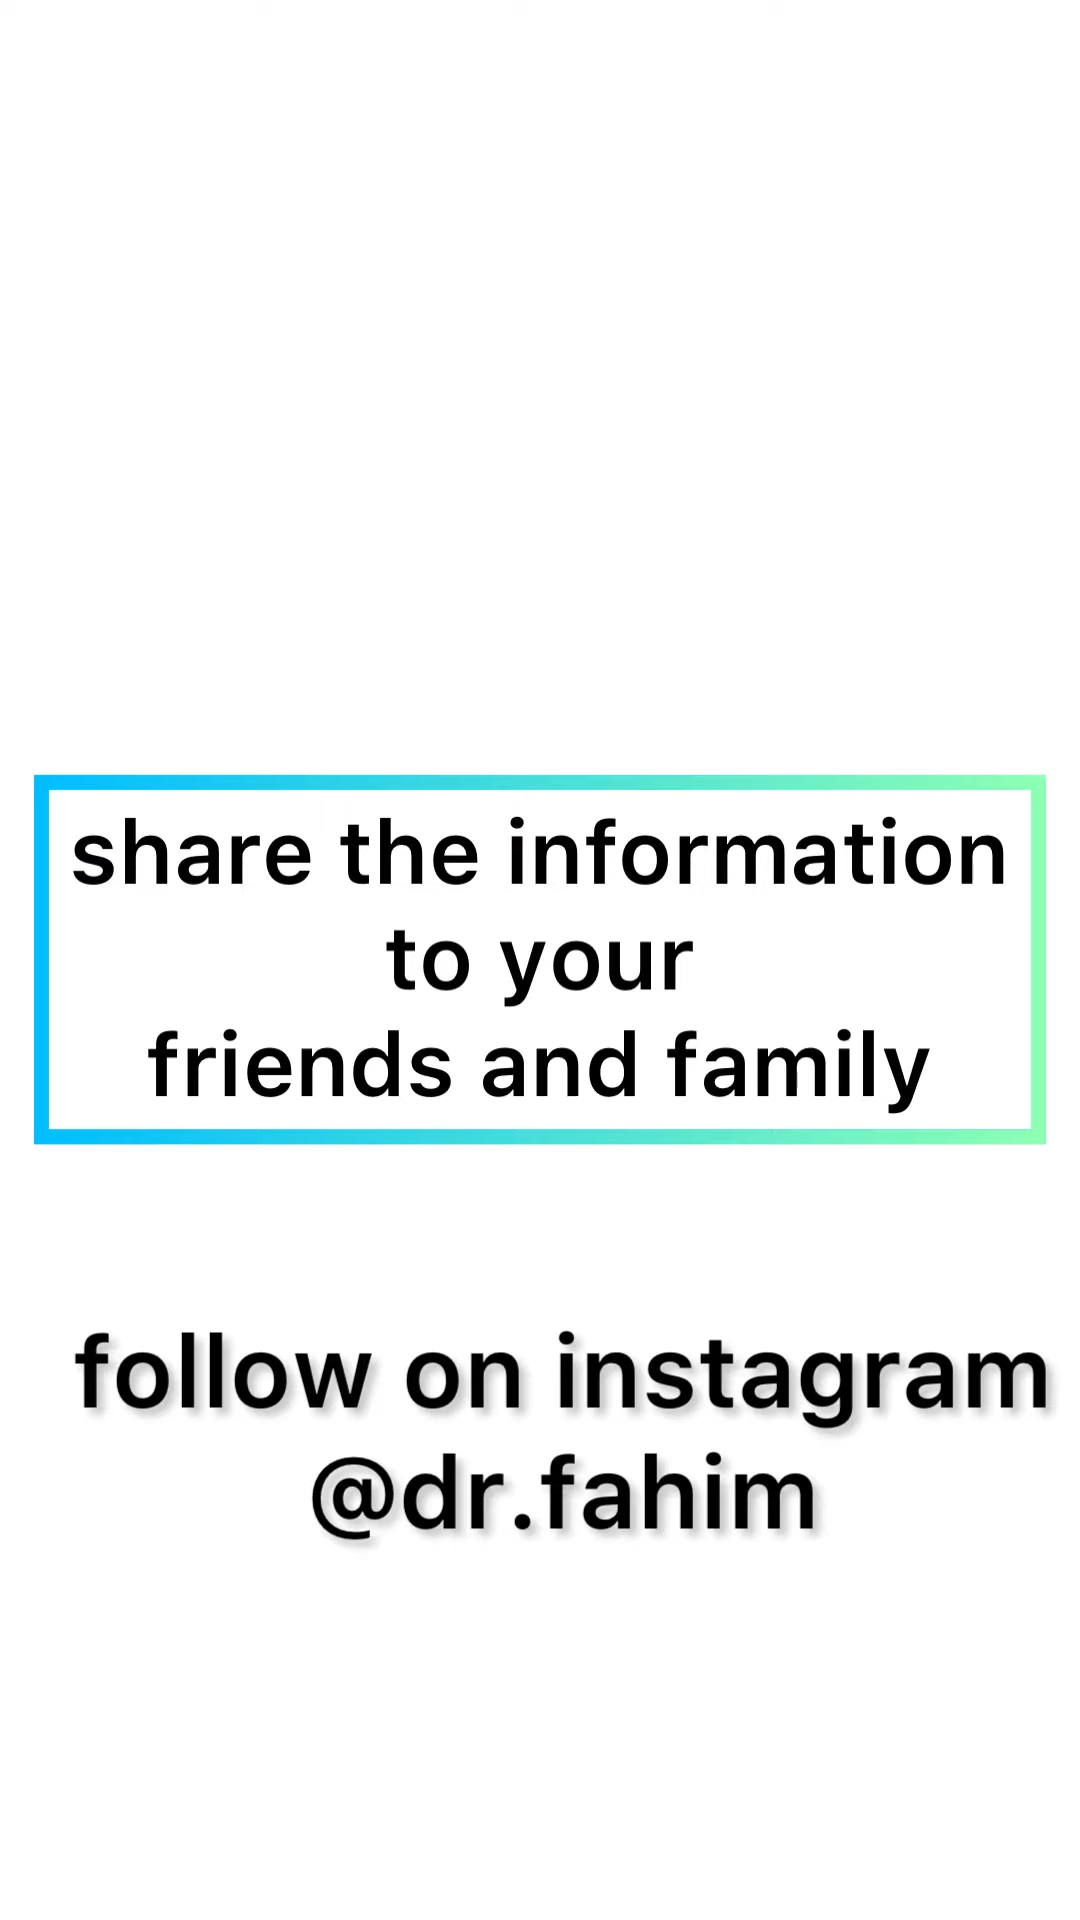 share the information
to your
friends and family
follow on instagram
@dr.fahim